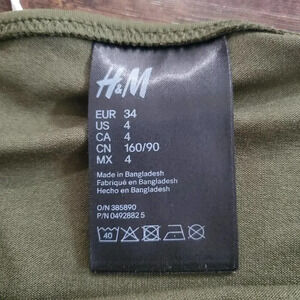 H&M
EUR 34
US 4
CA 4
CN 160/90
MX 4
Made in Bangladesh
Fabriqué en Bangladesh
Hecho en Bangladesh
O/N 385890
P/N 0492882 5
40